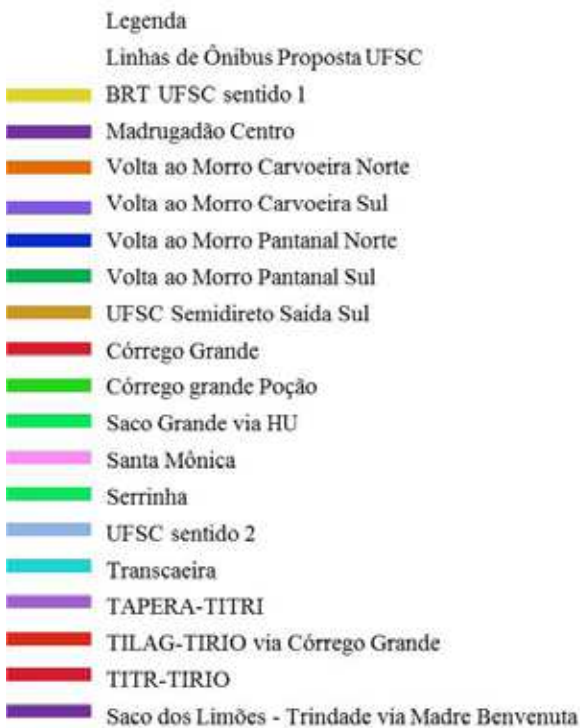 Legenda
Linhas de Ônibus Proposta UFSC
BRT UFSC sentido 1
Madrugadão Centro
Volta ao Morro Carvoeira Norte
Volta ao Morro Carvoeira Sul
Volta ao Morro Pantanal Norte
Volta ao Morro Pantanal Sul
UFSC Semidireto Saída Sul
Córrego Grande
Córrego grande Poção
Saco Grande via HU
Santa Mônica
Serrinha
UFSC sentido 2
Transcaeira
TAPERA-TITRI
TILAG-TIRIO via Córrego Grande
TITR-TIRIO
Saco dos Limões - Trindade via Madre Benvenuta